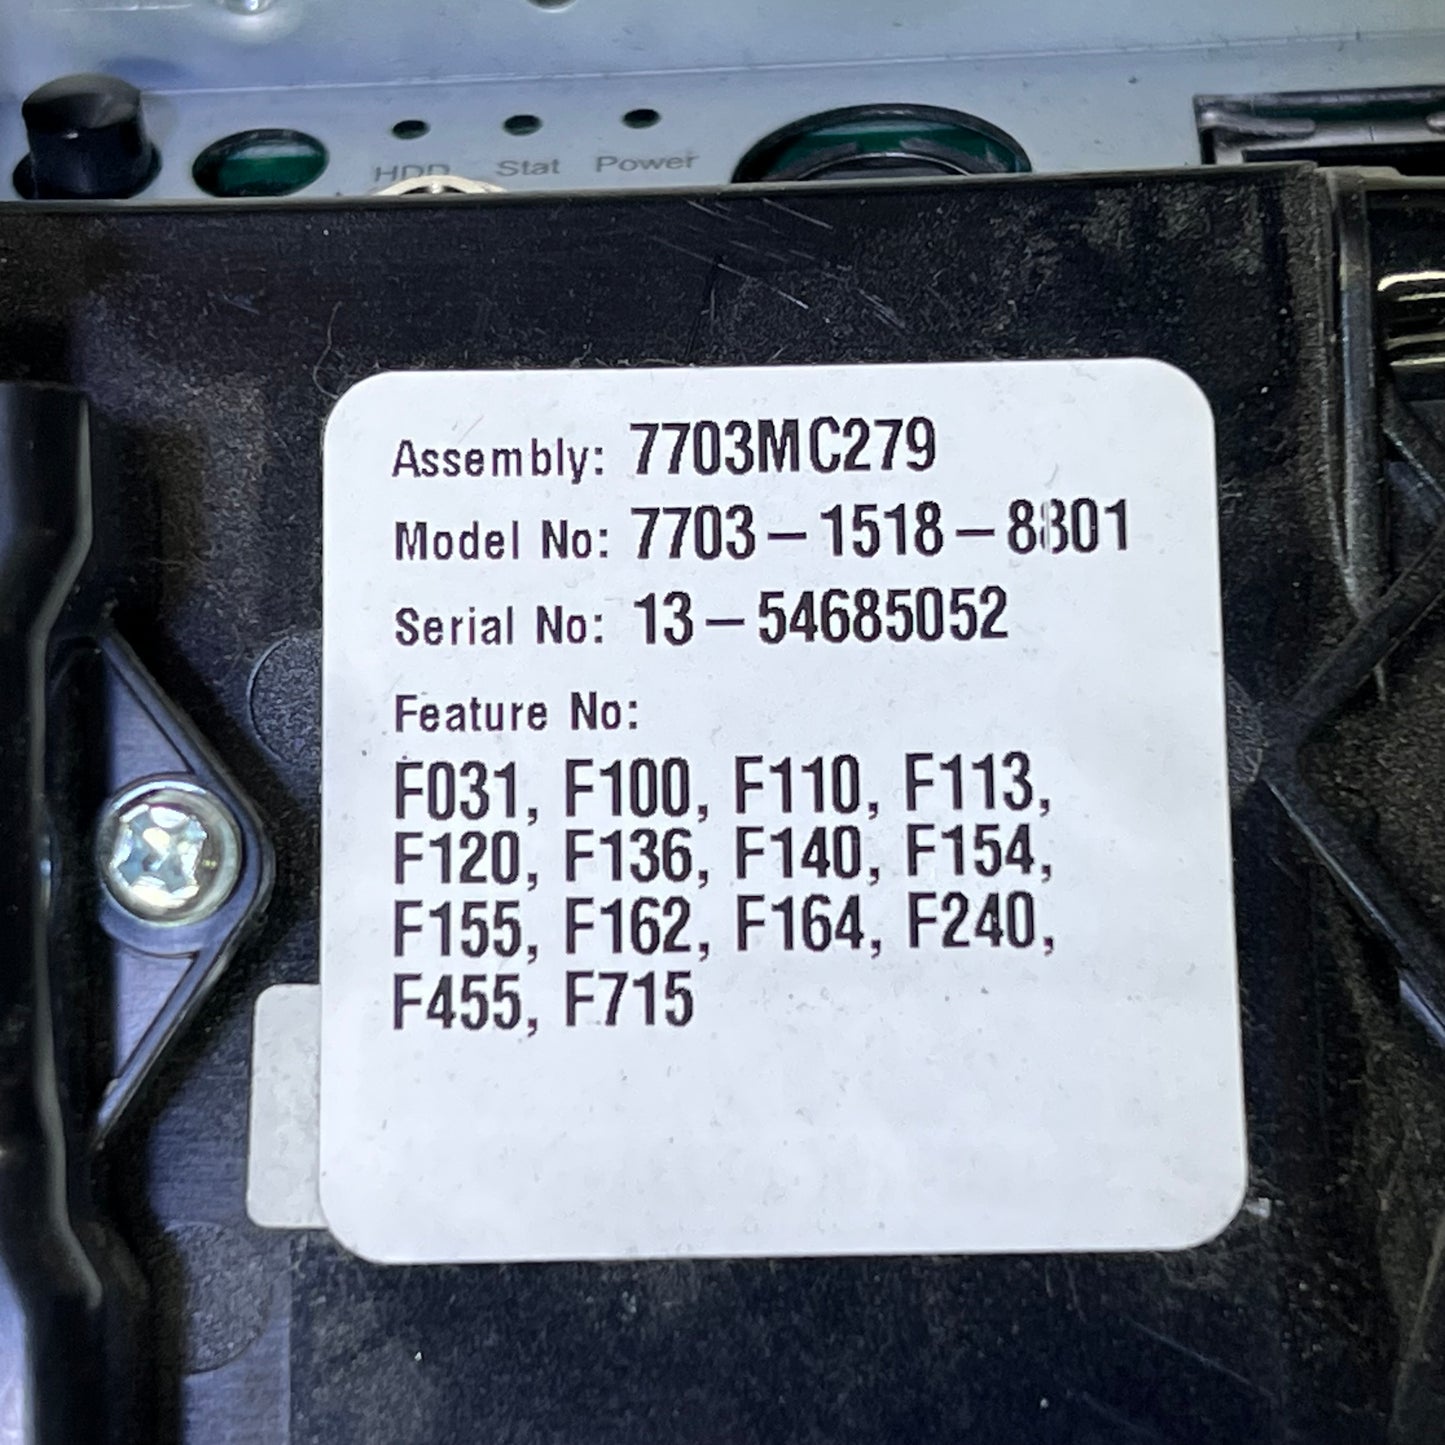 HDD Stat Power
Assembly: 7703MC279
Model No: 7703-1518-8801
Serial No: 13-54685052
Feature No:
F031, F100, F110, F113,
F120, F136, F140, F154,
F155, F162, F164, F240,
F455, F715